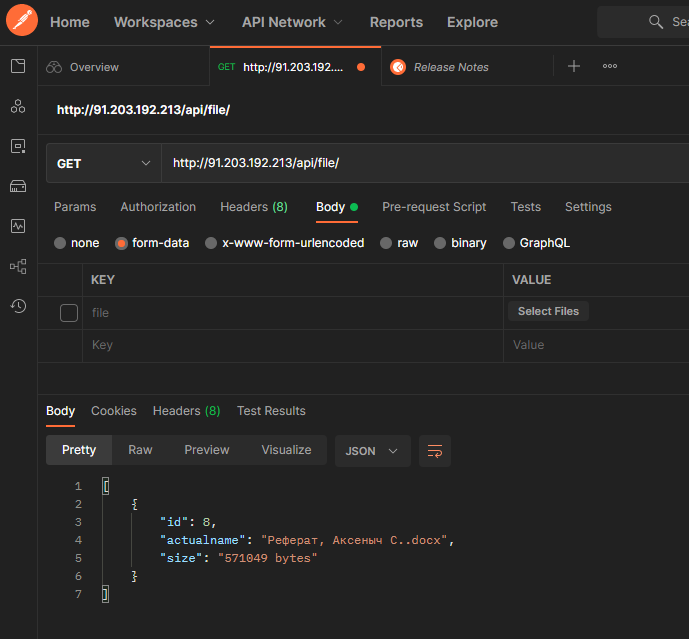 Home Workspaces API Network Reports Explore
Overview GET http://91.203.192.... Release Notes
http://91.203.192.213/api/file/
GET http://91.203.192.213/api/file/
Params Authorization Headers (8) Body Pre-request Script Tests Settings
none form-data x-www-form-urlencoded raw binary GraphQL
KEY VALUE
file Select Files
Key Value
Body Cookies Headers (8) Test Results
Pretty Raw Preview Visualize JSON
1 [
2 {
3 "id": 8,
4 "actualname": "Реферат, Аксеныч С..docx",
5 "size": "571049 bytes"
6 }
7 ]